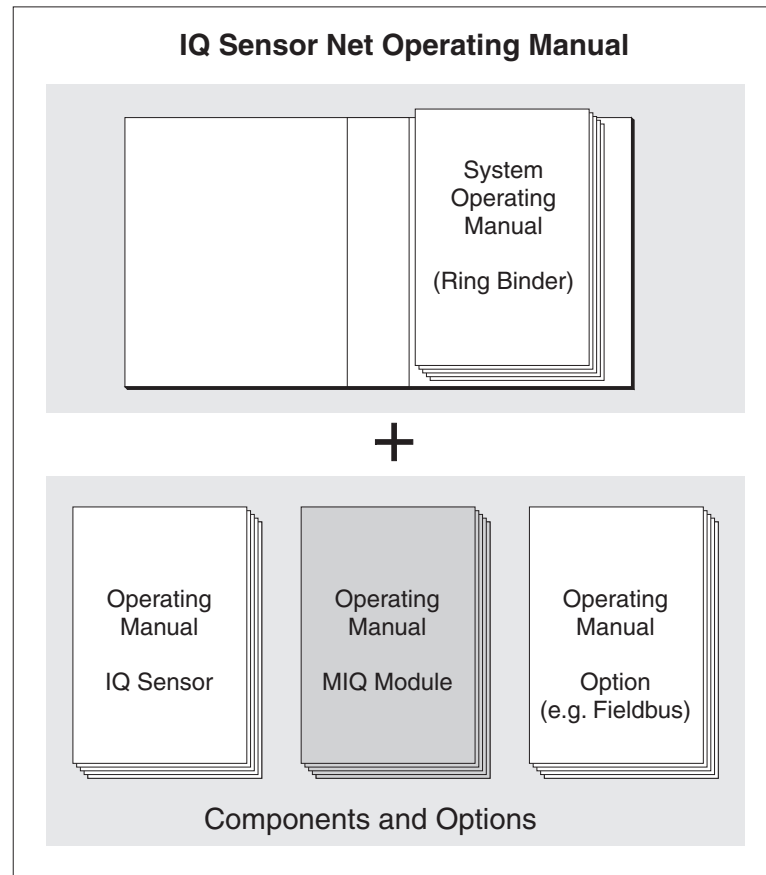 IQ Sensor Net Operating Manual
System
Operating
Manual
(Ring Binder)
+
Operating
Manual
IQ Sensor
Operating
Manual
MIQ Module
Operating
Manual
Option
(e.g. Fieldbus)
Components and Options